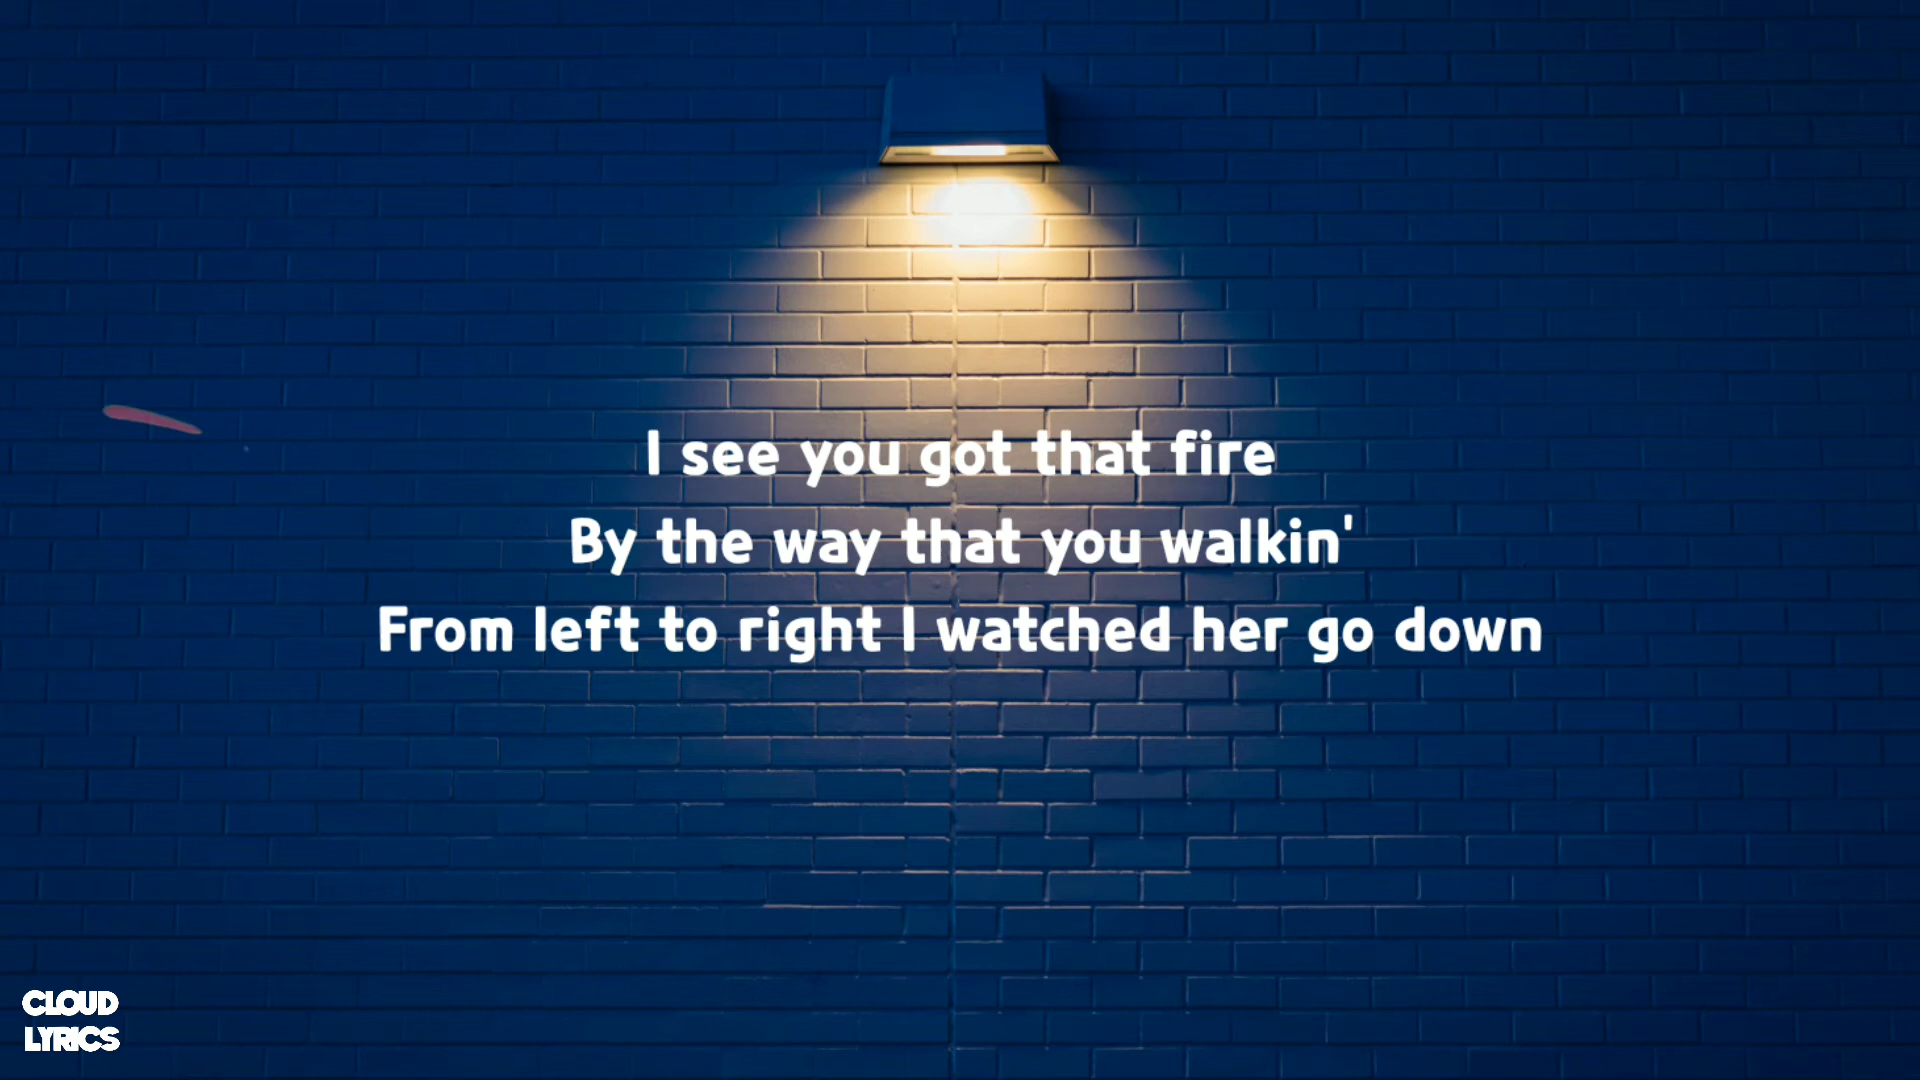 I see you got that fire
By the way that you walkin'
From left to right I watched her go down
CLOUD
LYRICS